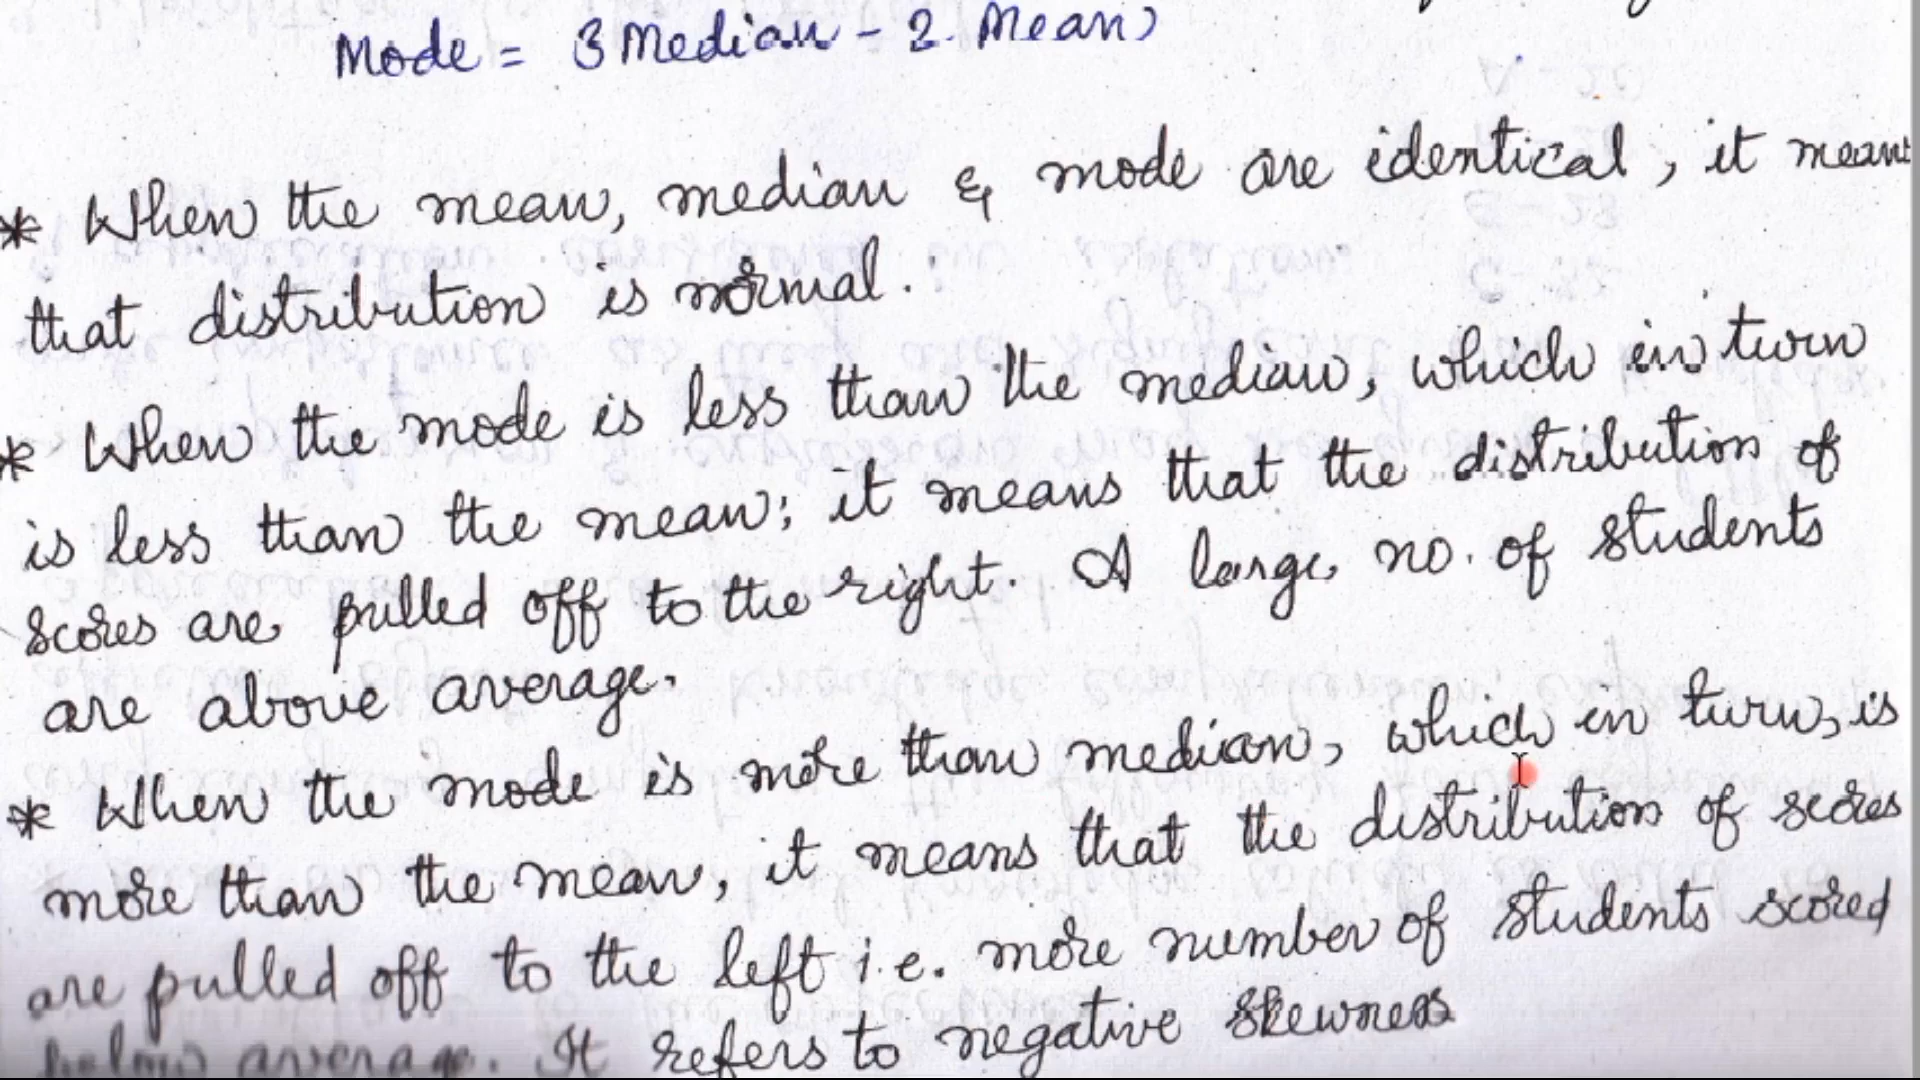 Mode = 3 Median - 2 Mean
* When the mean, median & mode are identical, it means
that distribution is normal.
* When the mode is less than the median, which in turn
is less than the mean; it means that the distribution of
scores are pulled off to the right. A large no. of students
are above average.
* When the mode is more than median, which in turn, is
more than the mean, it means that the distribution of scores
are pulled off to the left i.e. more number of students scored
below average. It refers to negative skewness